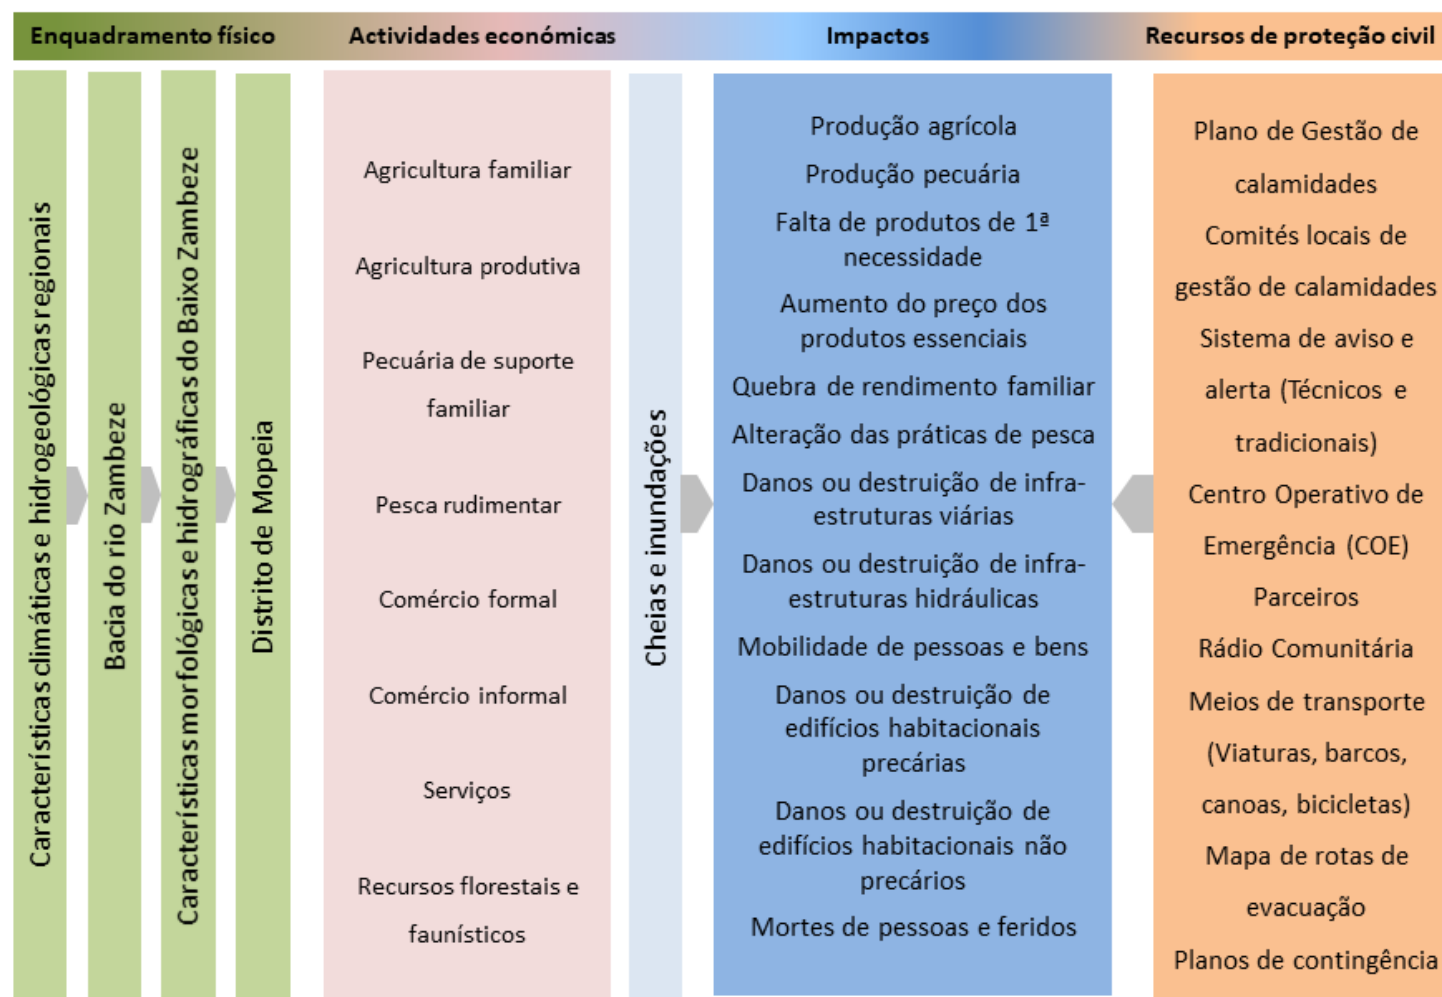 Enquadramento físico
Actividades económicas
Impactos
Recursos de proteção civil
Características climáticas e hidrogeológicas regionais
Bacia do rio Zambeze
Características morfológicas e hidrográficas do Baixo Zambeze
Distrito de Mopeia
Agricultura familiar
Agricultura produtiva
Pecuária de suporte
familiar
Pesca rudimentar
Comércio formal
Comércio informal
Serviços
Recursos florestais e
faunísticos
Cheias e inundações
Produção agrícola
Produção pecuária
Falta de produtos de 1ª
necessidade
Aumento do preço dos
produtos essenciais
Quebra de rendimento familiar
Alteração das práticas de pesca
Danos ou destruição de infra-
estruturas viárias
Danos ou destruição de infra-
estruturas hidráulicas
Mobilidade de pessoas e bens
Danos ou destruição de
edifícios habitacionais
precárias
Danos ou destruição de
edifícios habitacionais não
precários
Mortes de pessoas e feridos
Plano de Gestão de
calamidades
Comités locais de
gestão de calamidades
Sistema de aviso e
alerta (Técnicos e
tradicionais)
Centro Operativo de
Emergência (COE)
Parceiros
Rádio Comunitária
Meios de transporte
(Viaturas, barcos,
canoas, bicicletas)
Mapa de rotas de
evacuação
Planos de contingência